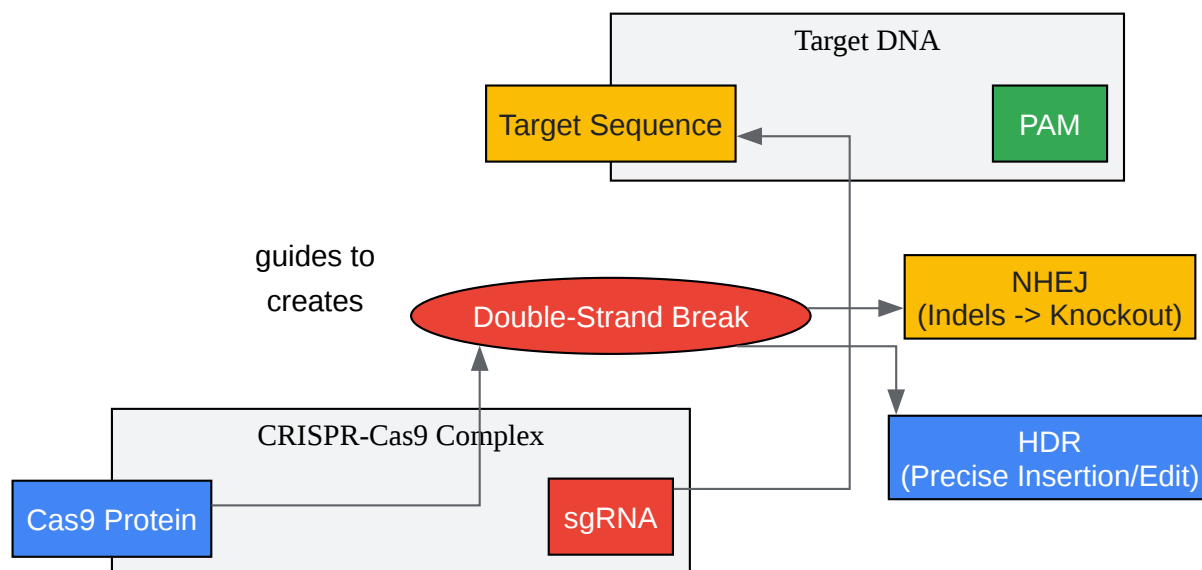 Target DNA
Target Sequence
PAM
guides to
creates
Double-Strand Break
NHEJ
(Indels -> Knockout)
HDR
(Precise Insertion/Edit)
CRISPR-Cas9 Complex
Cas9 Protein
sgRNA